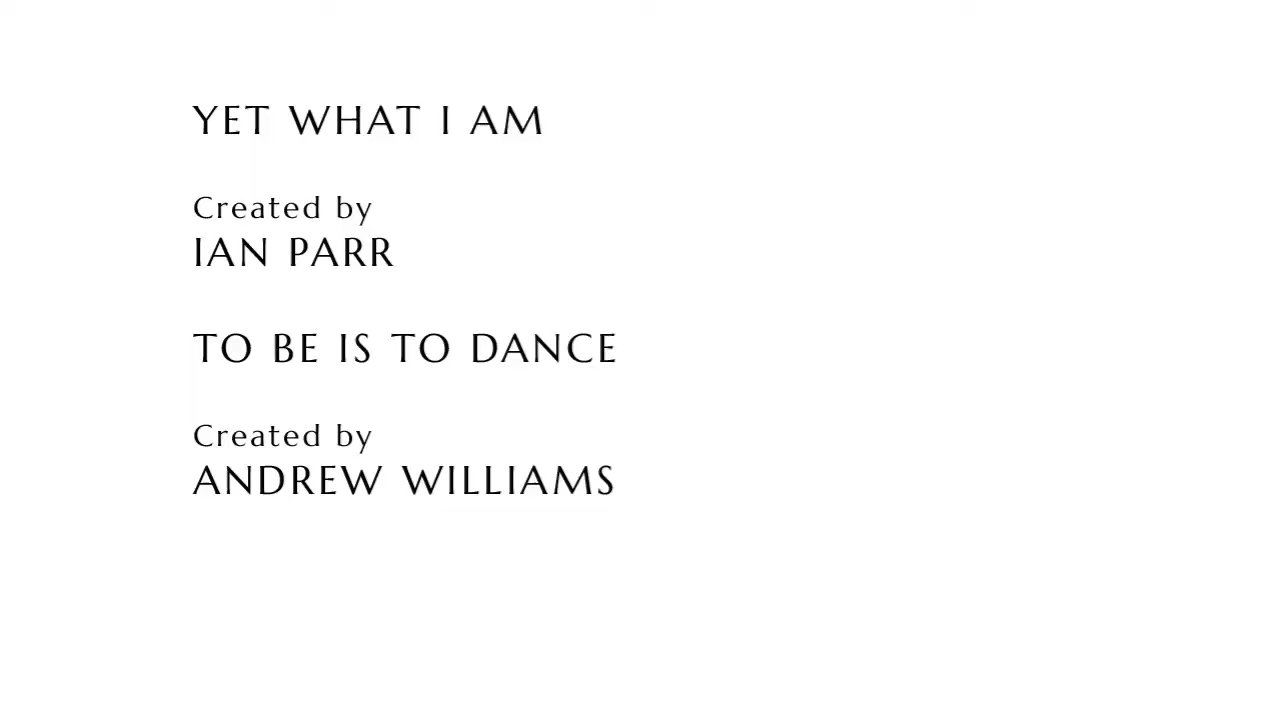 YET WHAT I AM
Created by
IAN PARR
TO BE IS TO DANCE
Created by
ANDREW WILLIAMS